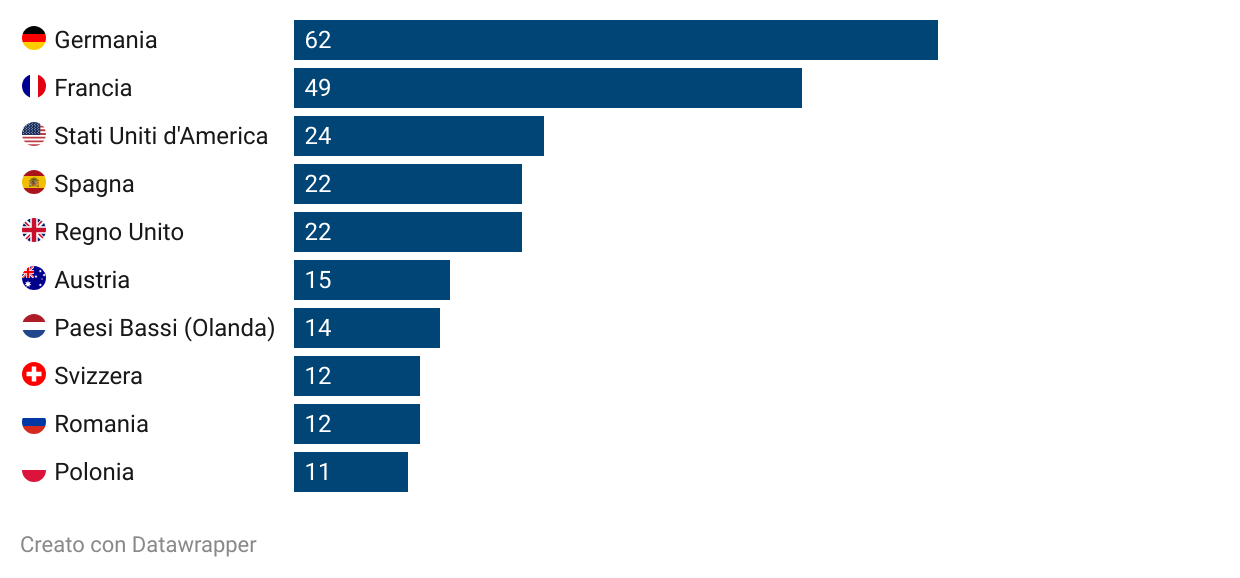 Germania 62
Francia 49
Stati Uniti d'America 24
Spagna 22
Regno Unito 22
Austria 15
Paesi Bassi (Olanda) 14
Svizzera 12
Romania 12
Polonia 11
Creato con Datawrapper